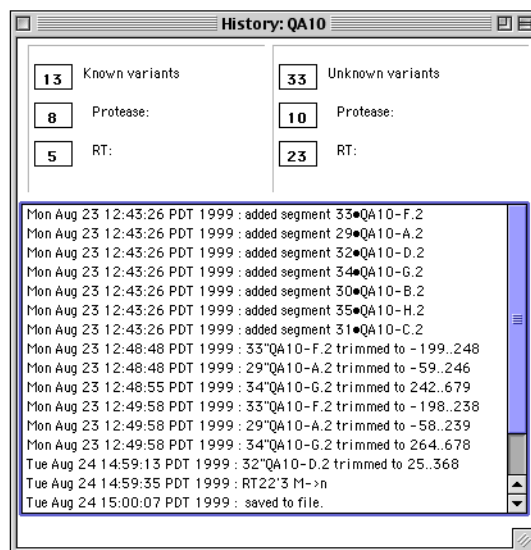 History: QA10
13 Known variants
33 Unknown variants
8 Protease:
10 Protease:
5 RT:
23 RT:
Mon Aug 23 12:43:26 PDT 1999 : added segment 33●QA10-F.2
Mon Aug 23 12:43:26 PDT 1999 : added segment 29●QA10-A.2
Mon Aug 23 12:43:26 PDT 1999 : added segment 32●QA10-D.2
Mon Aug 23 12:43:26 PDT 1999 : added segment 34●QA10-G.2
Mon Aug 23 12:43:26 PDT 1999 : added segment 30●QA10-B.2
Mon Aug 23 12:43:26 PDT 1999 : added segment 35●QA10-H.2
Mon Aug 23 12:43:26 PDT 1999 : added segment 31●QA10-C.2
Mon Aug 23 12:48:48 PDT 1999 : 33"QA10-F.2 trimmed to -199..248
Mon Aug 23 12:48:48 PDT 1999 : 29"QA10-A.2 trimmed to -59..246
Mon Aug 23 12:48:55 PDT 1999 : 34"QA10-G.2 trimmed to 242..679
Mon Aug 23 12:49:58 PDT 1999 : 33"QA10-F.2 trimmed to -198..238
Mon Aug 23 12:49:58 PDT 1999 : 29"QA10-A.2 trimmed to -58..239
Mon Aug 23 12:49:58 PDT 1999 : 34"QA10-G.2 trimmed to 264..678
Tue Aug 24 14:59:13 PDT 1999 : 32"QA10-D.2 trimmed to 25..368
Tue Aug 24 14:59:35 PDT 1999 : RT22'3 M->n
Tue Aug 24 15:00:07 PDT 1999 : saved to file.